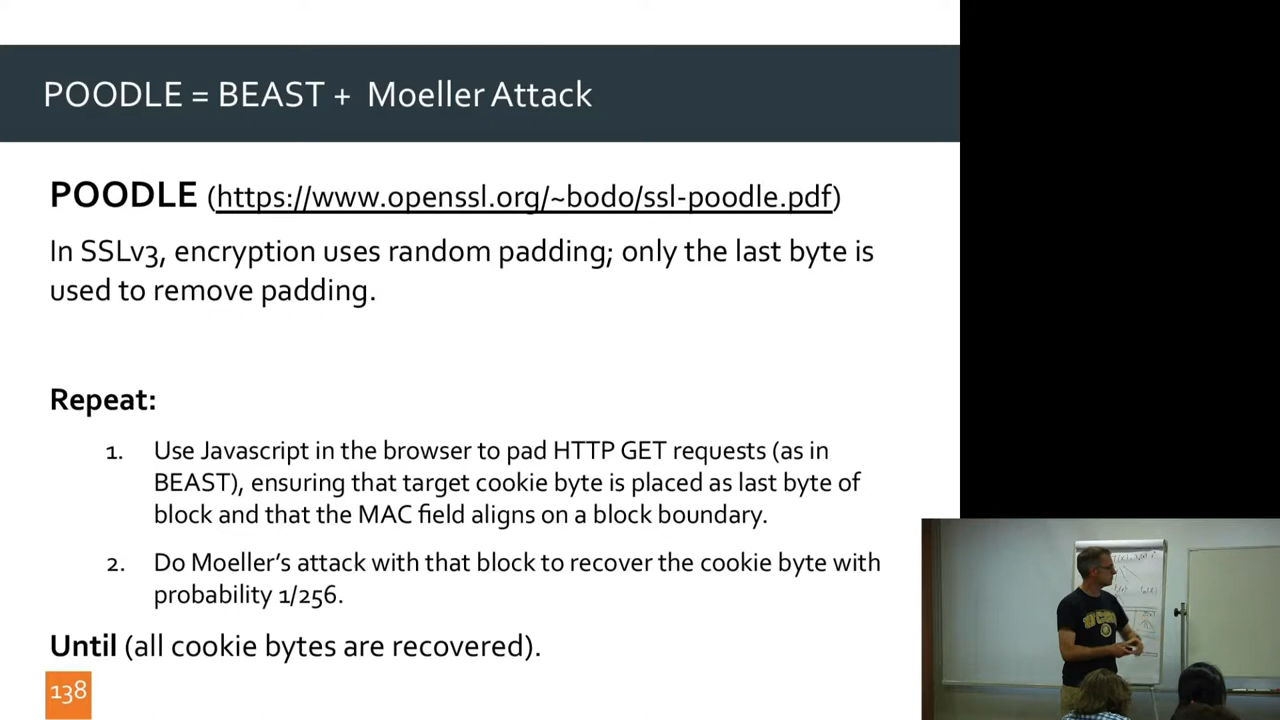 POODLE = BEAST + Moeller Attack
POODLE (https://www.openssl.org/~bodo/ssl-poodle.pdf)
In SSLv3, encryption uses random padding; only the last byte is
used to remove padding.
Repeat:
1. Use Javascript in the browser to pad HTTP GET requests (as in
BEAST), ensuring that target cookie byte is placed as last byte of
block and that the MAC field aligns on a block boundary.
2. Do Moeller's attack with that block to recover the cookie byte with
probability 1/256.
Until (all cookie bytes are recovered).
138